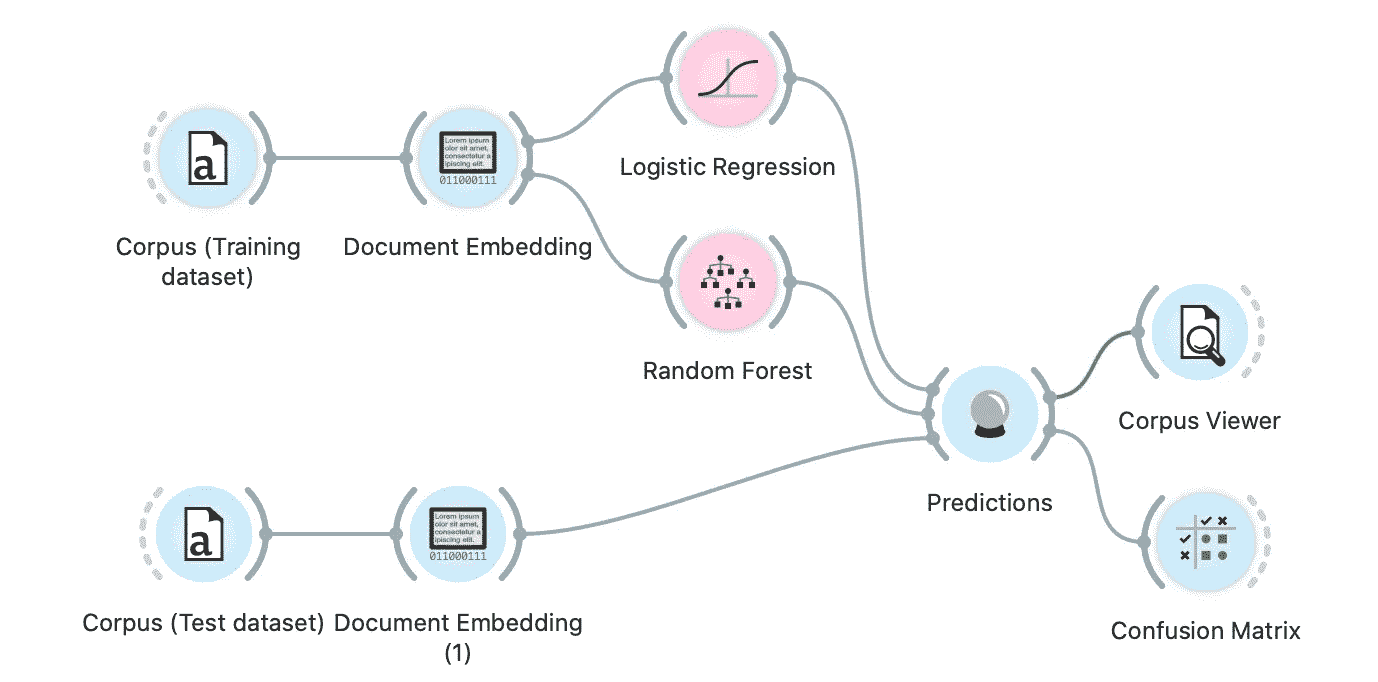 Lorem ipsum
olor sit amet,
consectetur a
ipiscing elit.
011000111
a
Logistic Regression
Corpus (Training
dataset)
Document Embedding
Random Forest
Corpus Viewer
Predictions
Lorem ipsum
olor sit amet,
consectetur a
ipiscing elit.
011000111
a
Corpus (Test dataset)
Document Embedding
(1)
Confusion Matrix